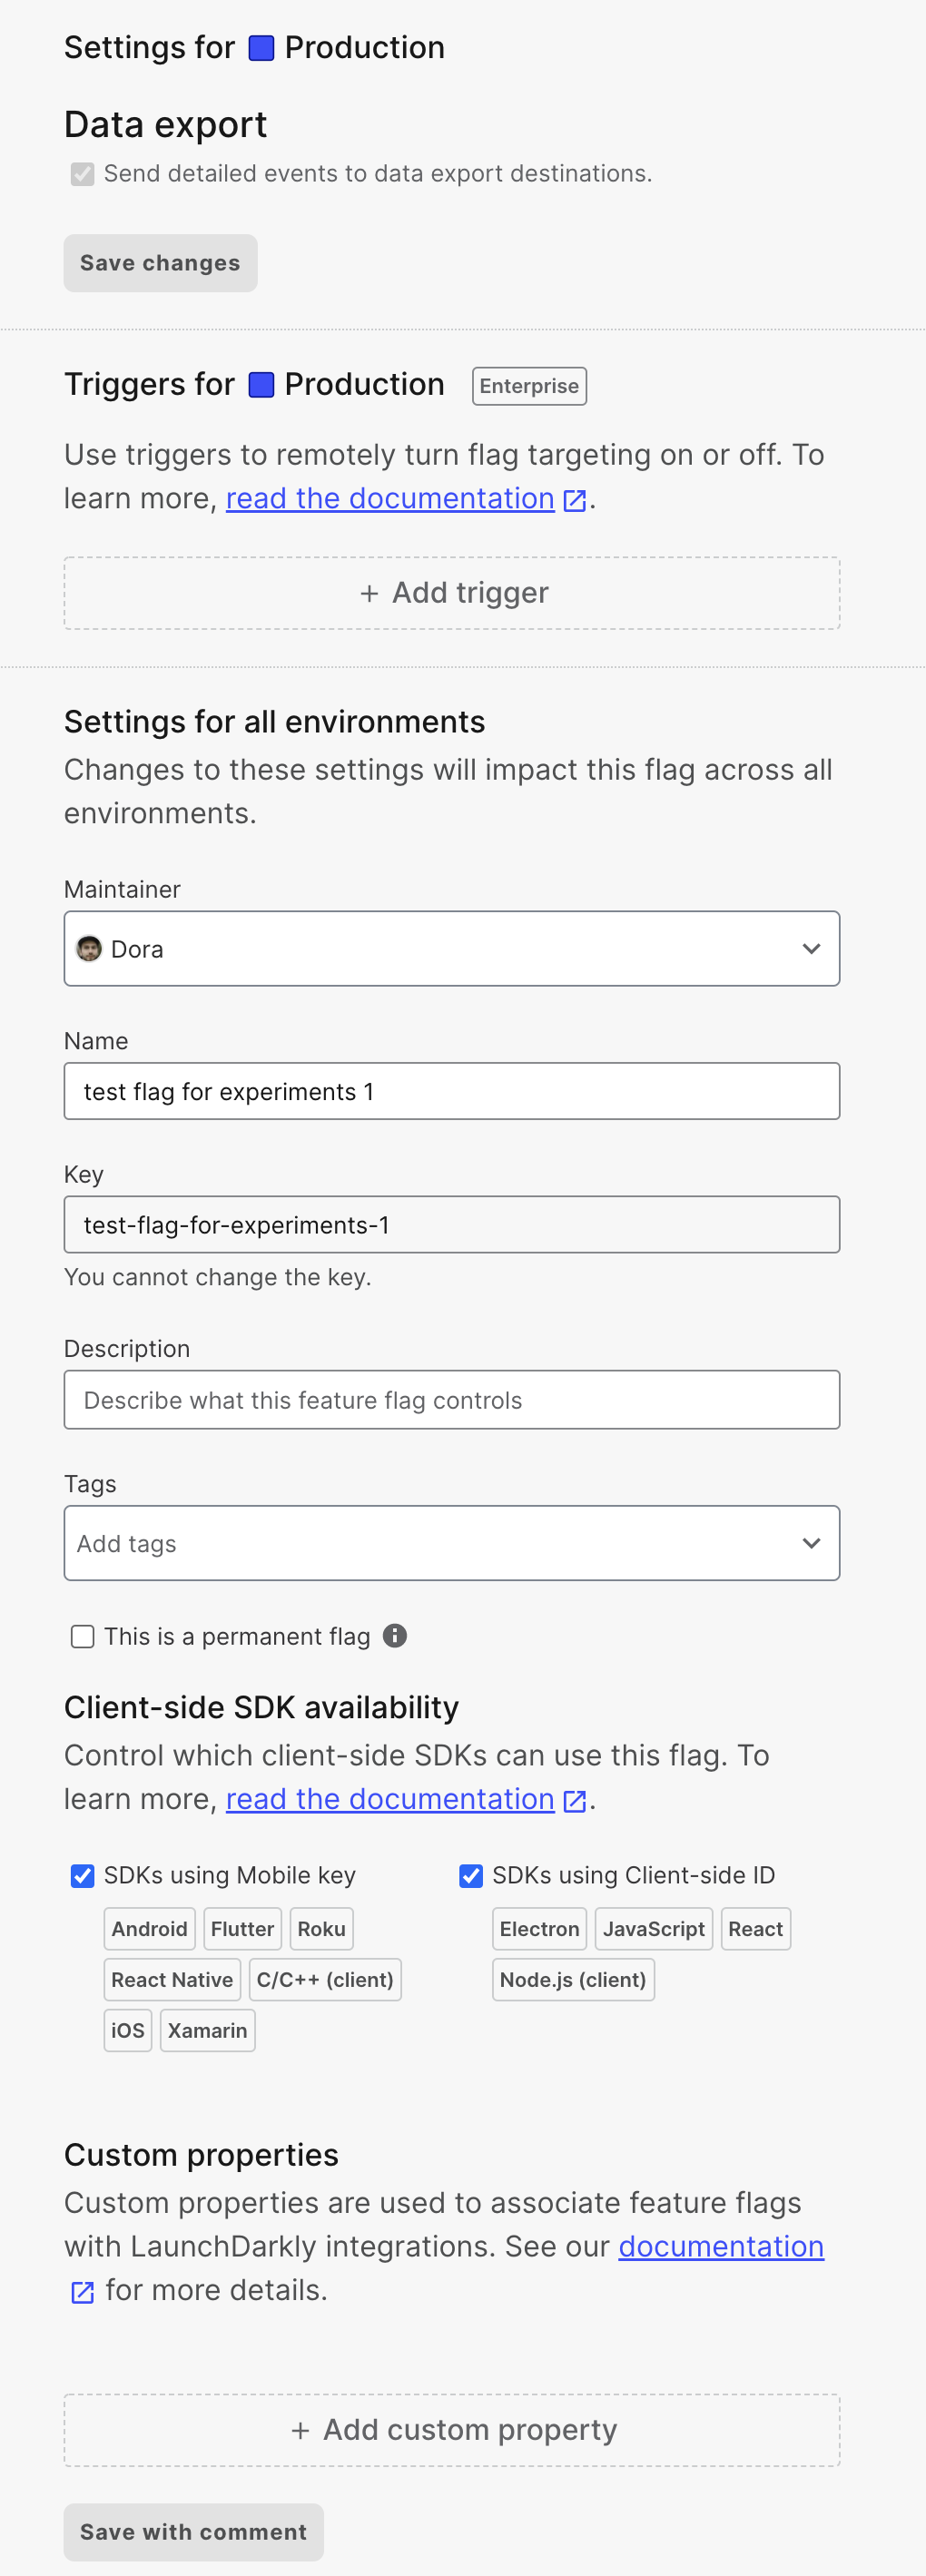 Settings for Production
Data export
Send detailed events to data export destinations.
Save changes
Triggers for Production Enterprise
Use triggers to remotely turn flag targeting on or off. To
learn more, read the documentation.
+ Add trigger
Settings for all environments
Changes to these settings will impact this flag across all
environments.
Maintainer
Dora
Name
test flag for experiments 1
Key
test-flag-for-experiments-1
You cannot change the key.
Description
Describe what this feature flag controls
Tags
Add tags
This is a permanent flag
Client-side SDK availability
Control which client-side SDKs can use this flag. To
learn more, read the documentation.
SDKs using Mobile key
Android Flutter Roku
React Native C/C++ (client)
iOS Xamarin
SDKs using Client-side ID
Electron JavaScript React
Node.js (client)
Custom properties
Custom properties are used to associate feature flags
with LaunchDarkly integrations. See our documentation
for more details.
+ Add custom property
Save with comment